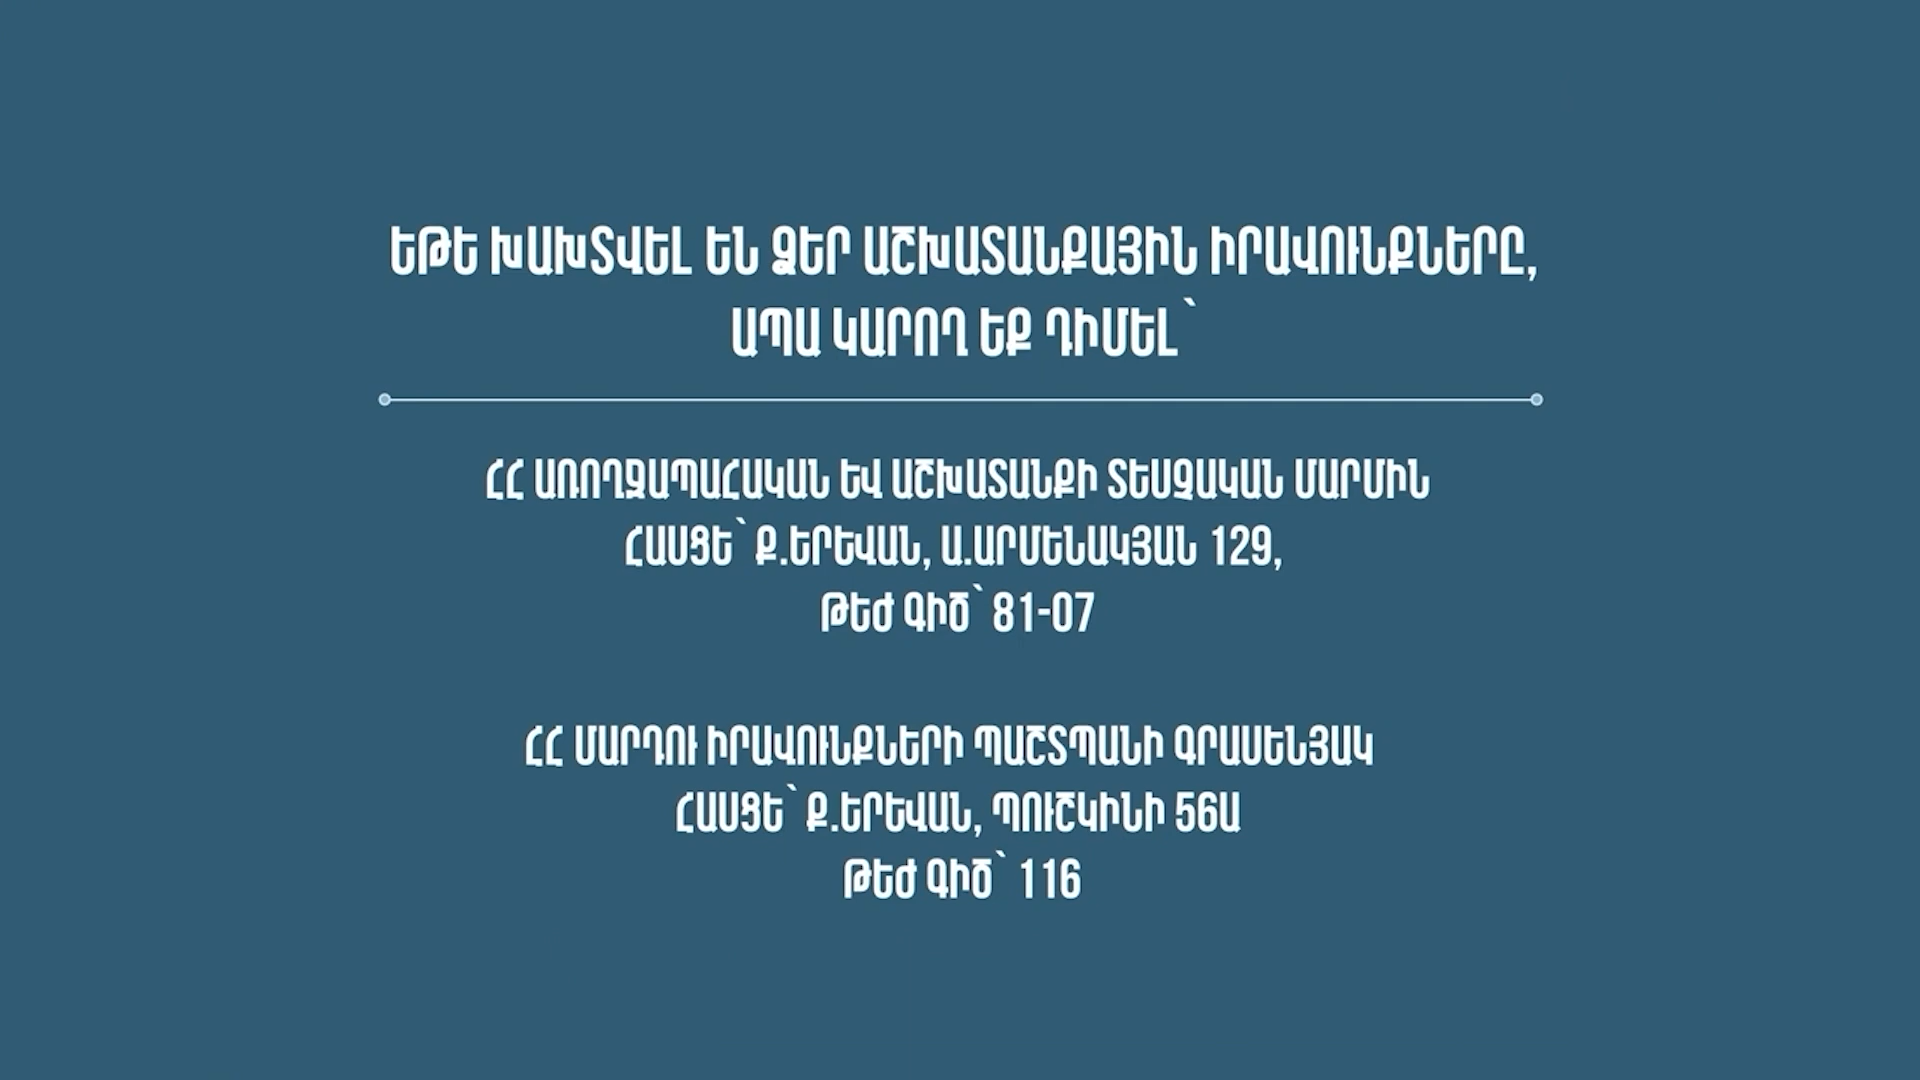 ԵԹԵ ԽԱԽՏՎԵԼ ԵՆ ՁԵՐ ԱՇԽԱՏԱՆՔԱՅԻՆ ԻՐԱՎՈՒՆՔՆԵՐԸ,
ԱՊԱ ԿԱՐՈՂ ԵՔ ԴԻՄԵԼ՝
ՀՀ ԱՌՈՂՋԱՊԱՀԱԿԱՆ ԵՎ ԱՇԽԱՏԱՆՔԻ ՏԵՍՉԱԿԱՆ ՄԱՐՄԻՆ
ՀԱՍՑԵ՝ Ք.ԵՐԵՎԱՆ, Ա.ԱՐՄԵՆԱԿՅԱՆ 129,
ԹԵԺ ԳԻԾ՝ 81-07
ՀՀ ՄԱՐԴՈՒ ԻՐԱՎՈՒՆՔՆԵՐԻ ՊԱՇՏՊԱՆԻ ԳՐԱՍԵՆՅԱԿ
ՀԱՍՑԵ՝ Ք.ԵՐԵՎԱՆ, ՊՈՒՇԿԻՆԻ 56Ա
ԹԵԺ ԳԻԾ՝ 116